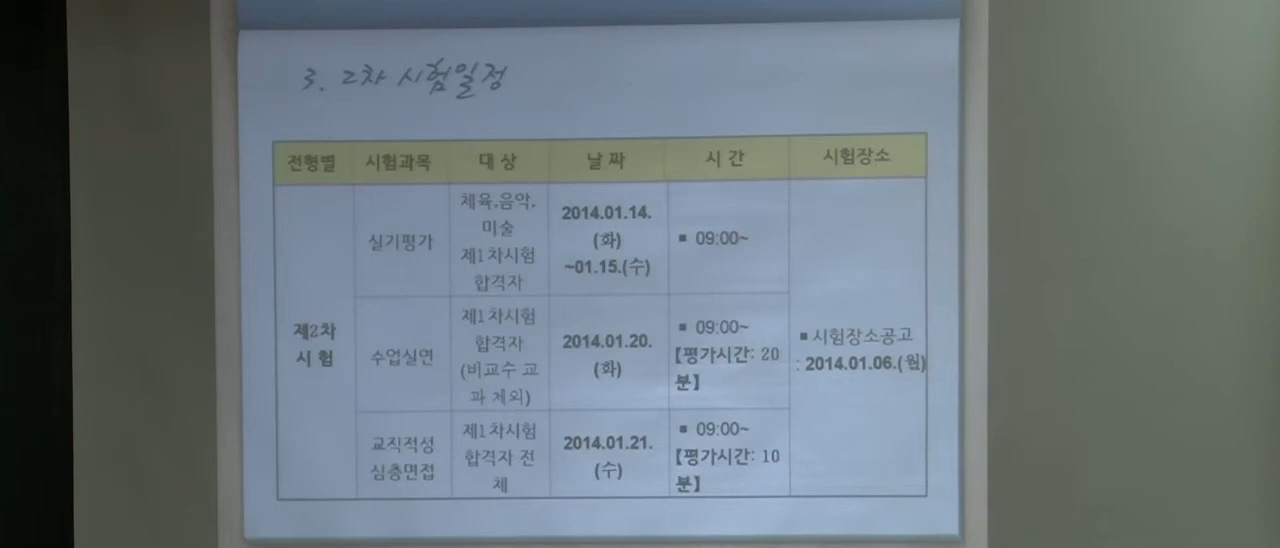 3. 2차 시험일정
전형별 시험과목 대 상 날 짜 시 간 시험장소
제2차
시 험
실기평가
체육.음악.
미술
제1차시험
합격자
2014.01.14.
(화)
~01.15.(수)
▪ 09:00~
수업실연
제1차시험
합격자
(비교수 교
과 제외)
2014.01.20.
(화)
▪ 09:00~
【평가시간: 20
분】
교직적성
심층면접
제1차시험
합격자 전
체
2014.01.21.
(수)
▪ 09:00~
【평가시간: 10
분】
▪ 시험장소공고
: 2014.01.06.(월)